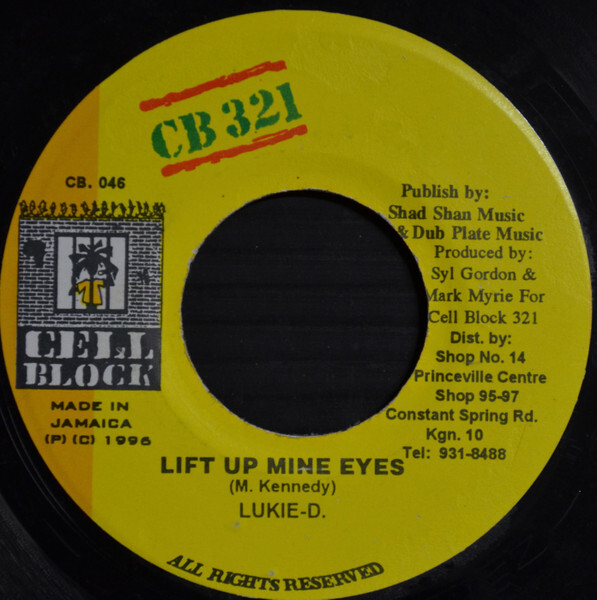 CB 321
CB. 046
CELL
BLOCK
MADE IN
JAMAICA
(P) (C) 1996
Publish by:
Shad Shan Music
& Dub Plate Music
Produced by:
Syl Gordon &
Mark Myrie For
Cell Block 321
Dist. by:
Shop No. 14
Princeville Centre
Shop 95-97
Constant Spring Rd.
Kgn. 10
Tel: 931-8488
LIFT UP MINE EYES
(M. Kennedy)
LUKIE-D.
ALL RIGHTS RESERVED